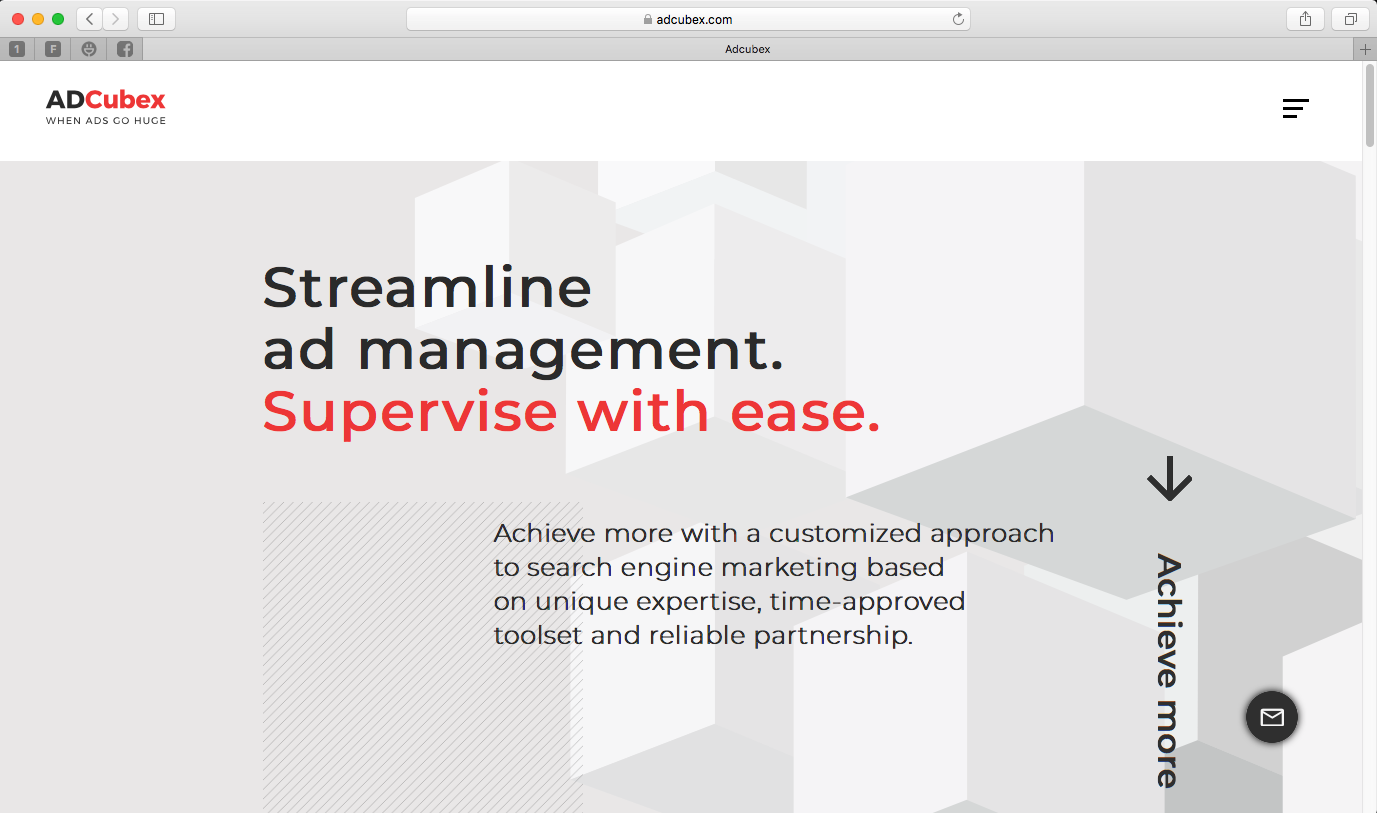 adcubex.com
1
F
Adcubex
ADCubex
WHEN ADS GO HUGE
Streamline
ad management.
Supervise with ease.
Achieve more with a customized approach
to search engine marketing based
on unique expertise, time-approved
toolset and reliable partnership.
Achieve more